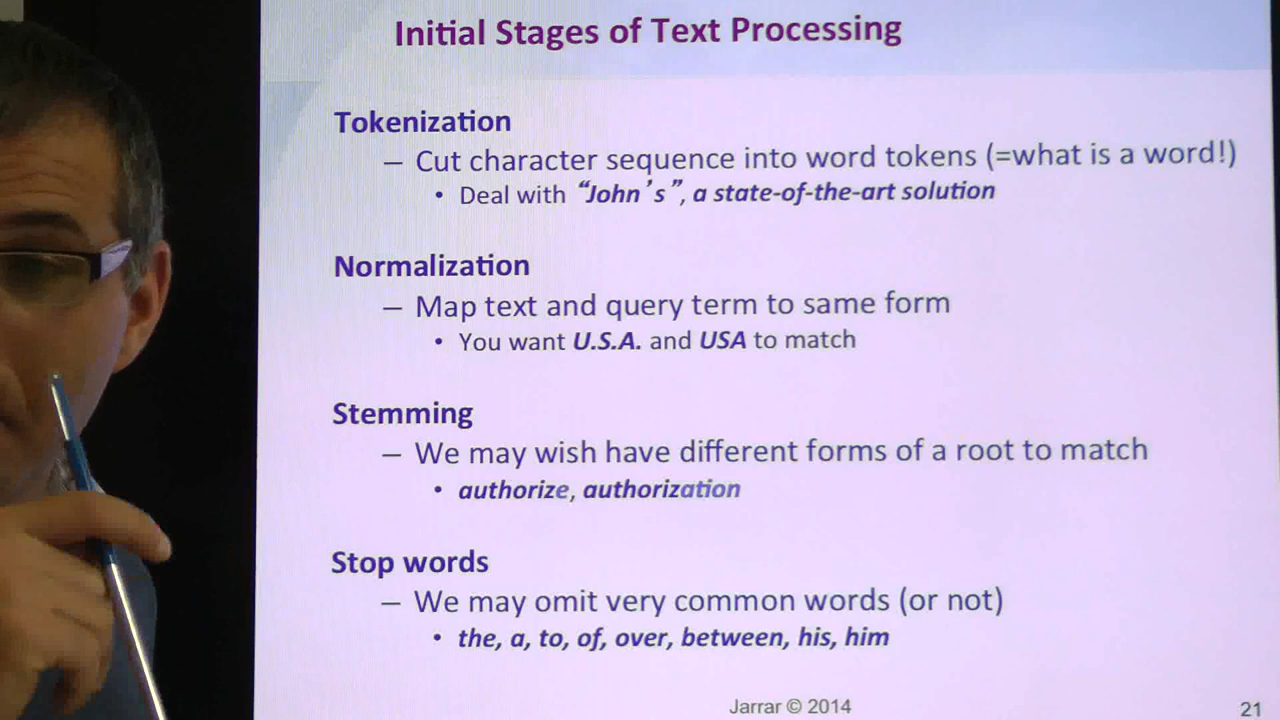 Initial Stages of Text Processing
Tokenization
– Cut character sequence into word tokens (=what is a word!)
• Deal with “John’s”, a state-of-the-art solution
Normalization
– Map text and query term to same form
• You want U.S.A. and USA to match
Stemming
– We may wish have different forms of a root to match
• authorize, authorization
Stop words
– We may omit very common words (or not)
• the, a, to, of, over, between, his, him
Jarrar © 2014
21